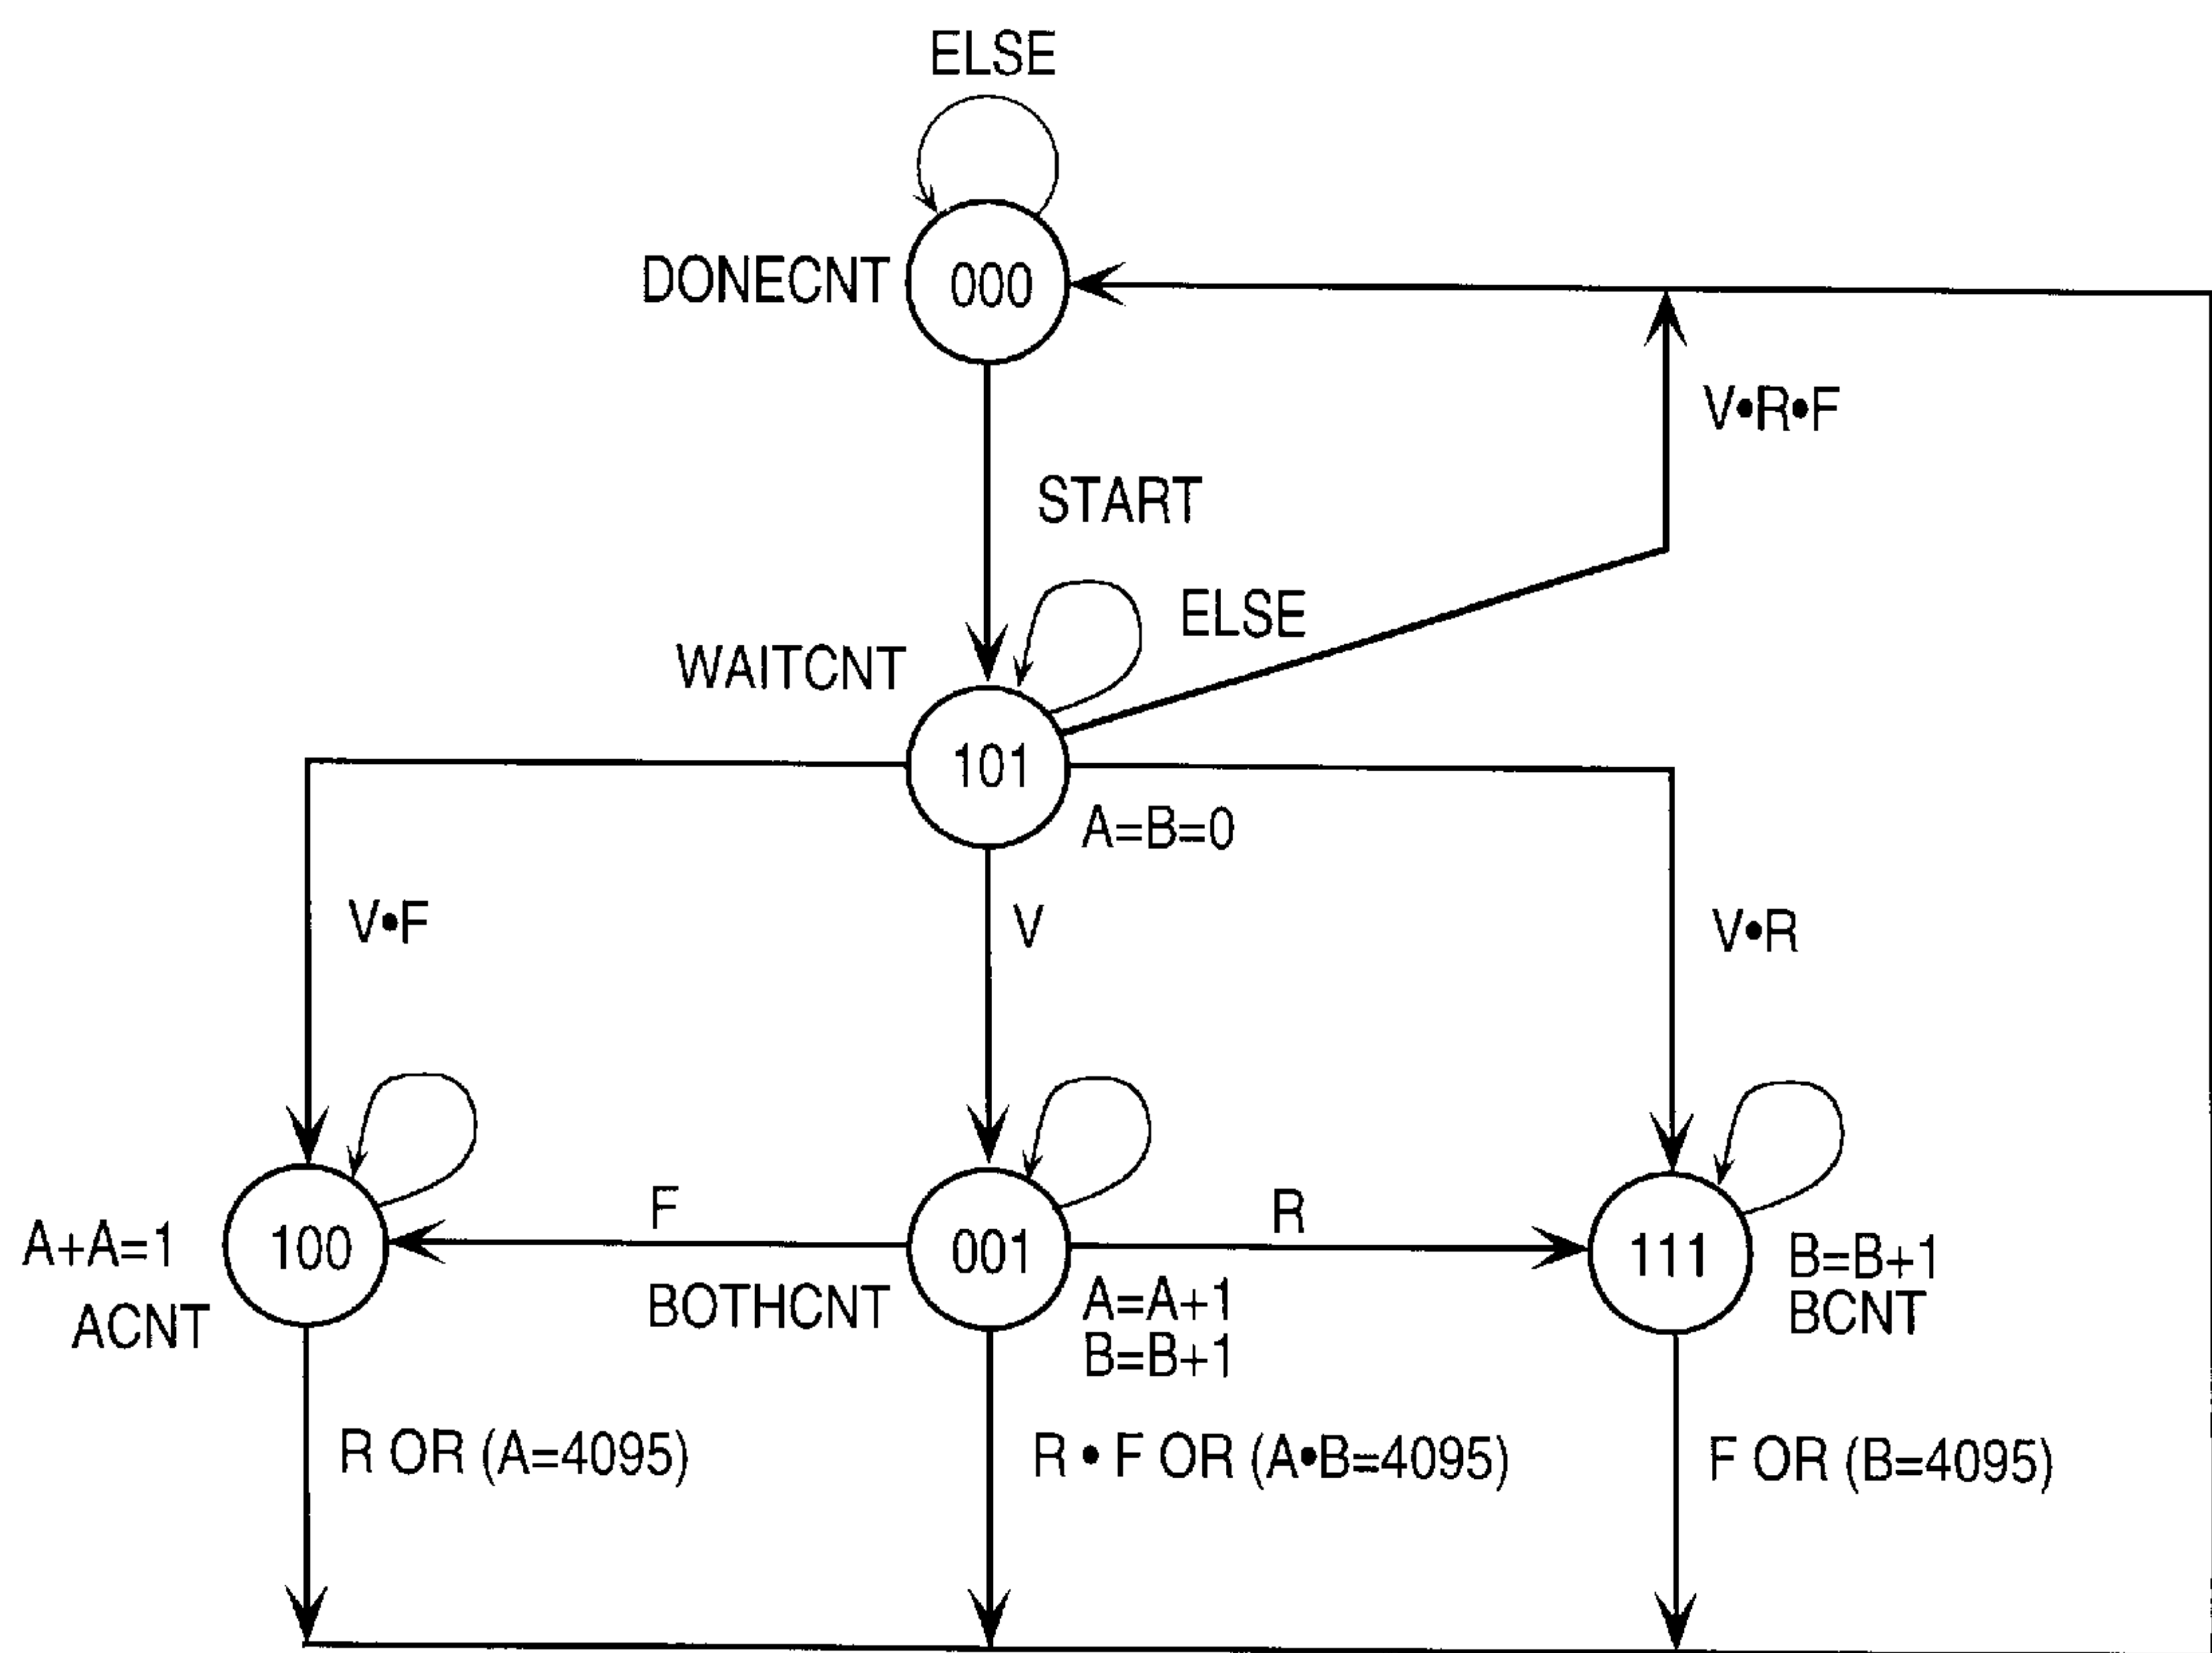 ELSE
DONECNT
000
V•R•F
START
ELSE
WAITCNT
101
A=B=0
V•F
V
V•R
F
R
A+A=1
100
001
111
B=B+1
ACNT
BOTHCNT
A=A+1
BCNT
B=B+1
R OR (A=4095)
R • F OR (A•B=4095)
F OR (B=4095)